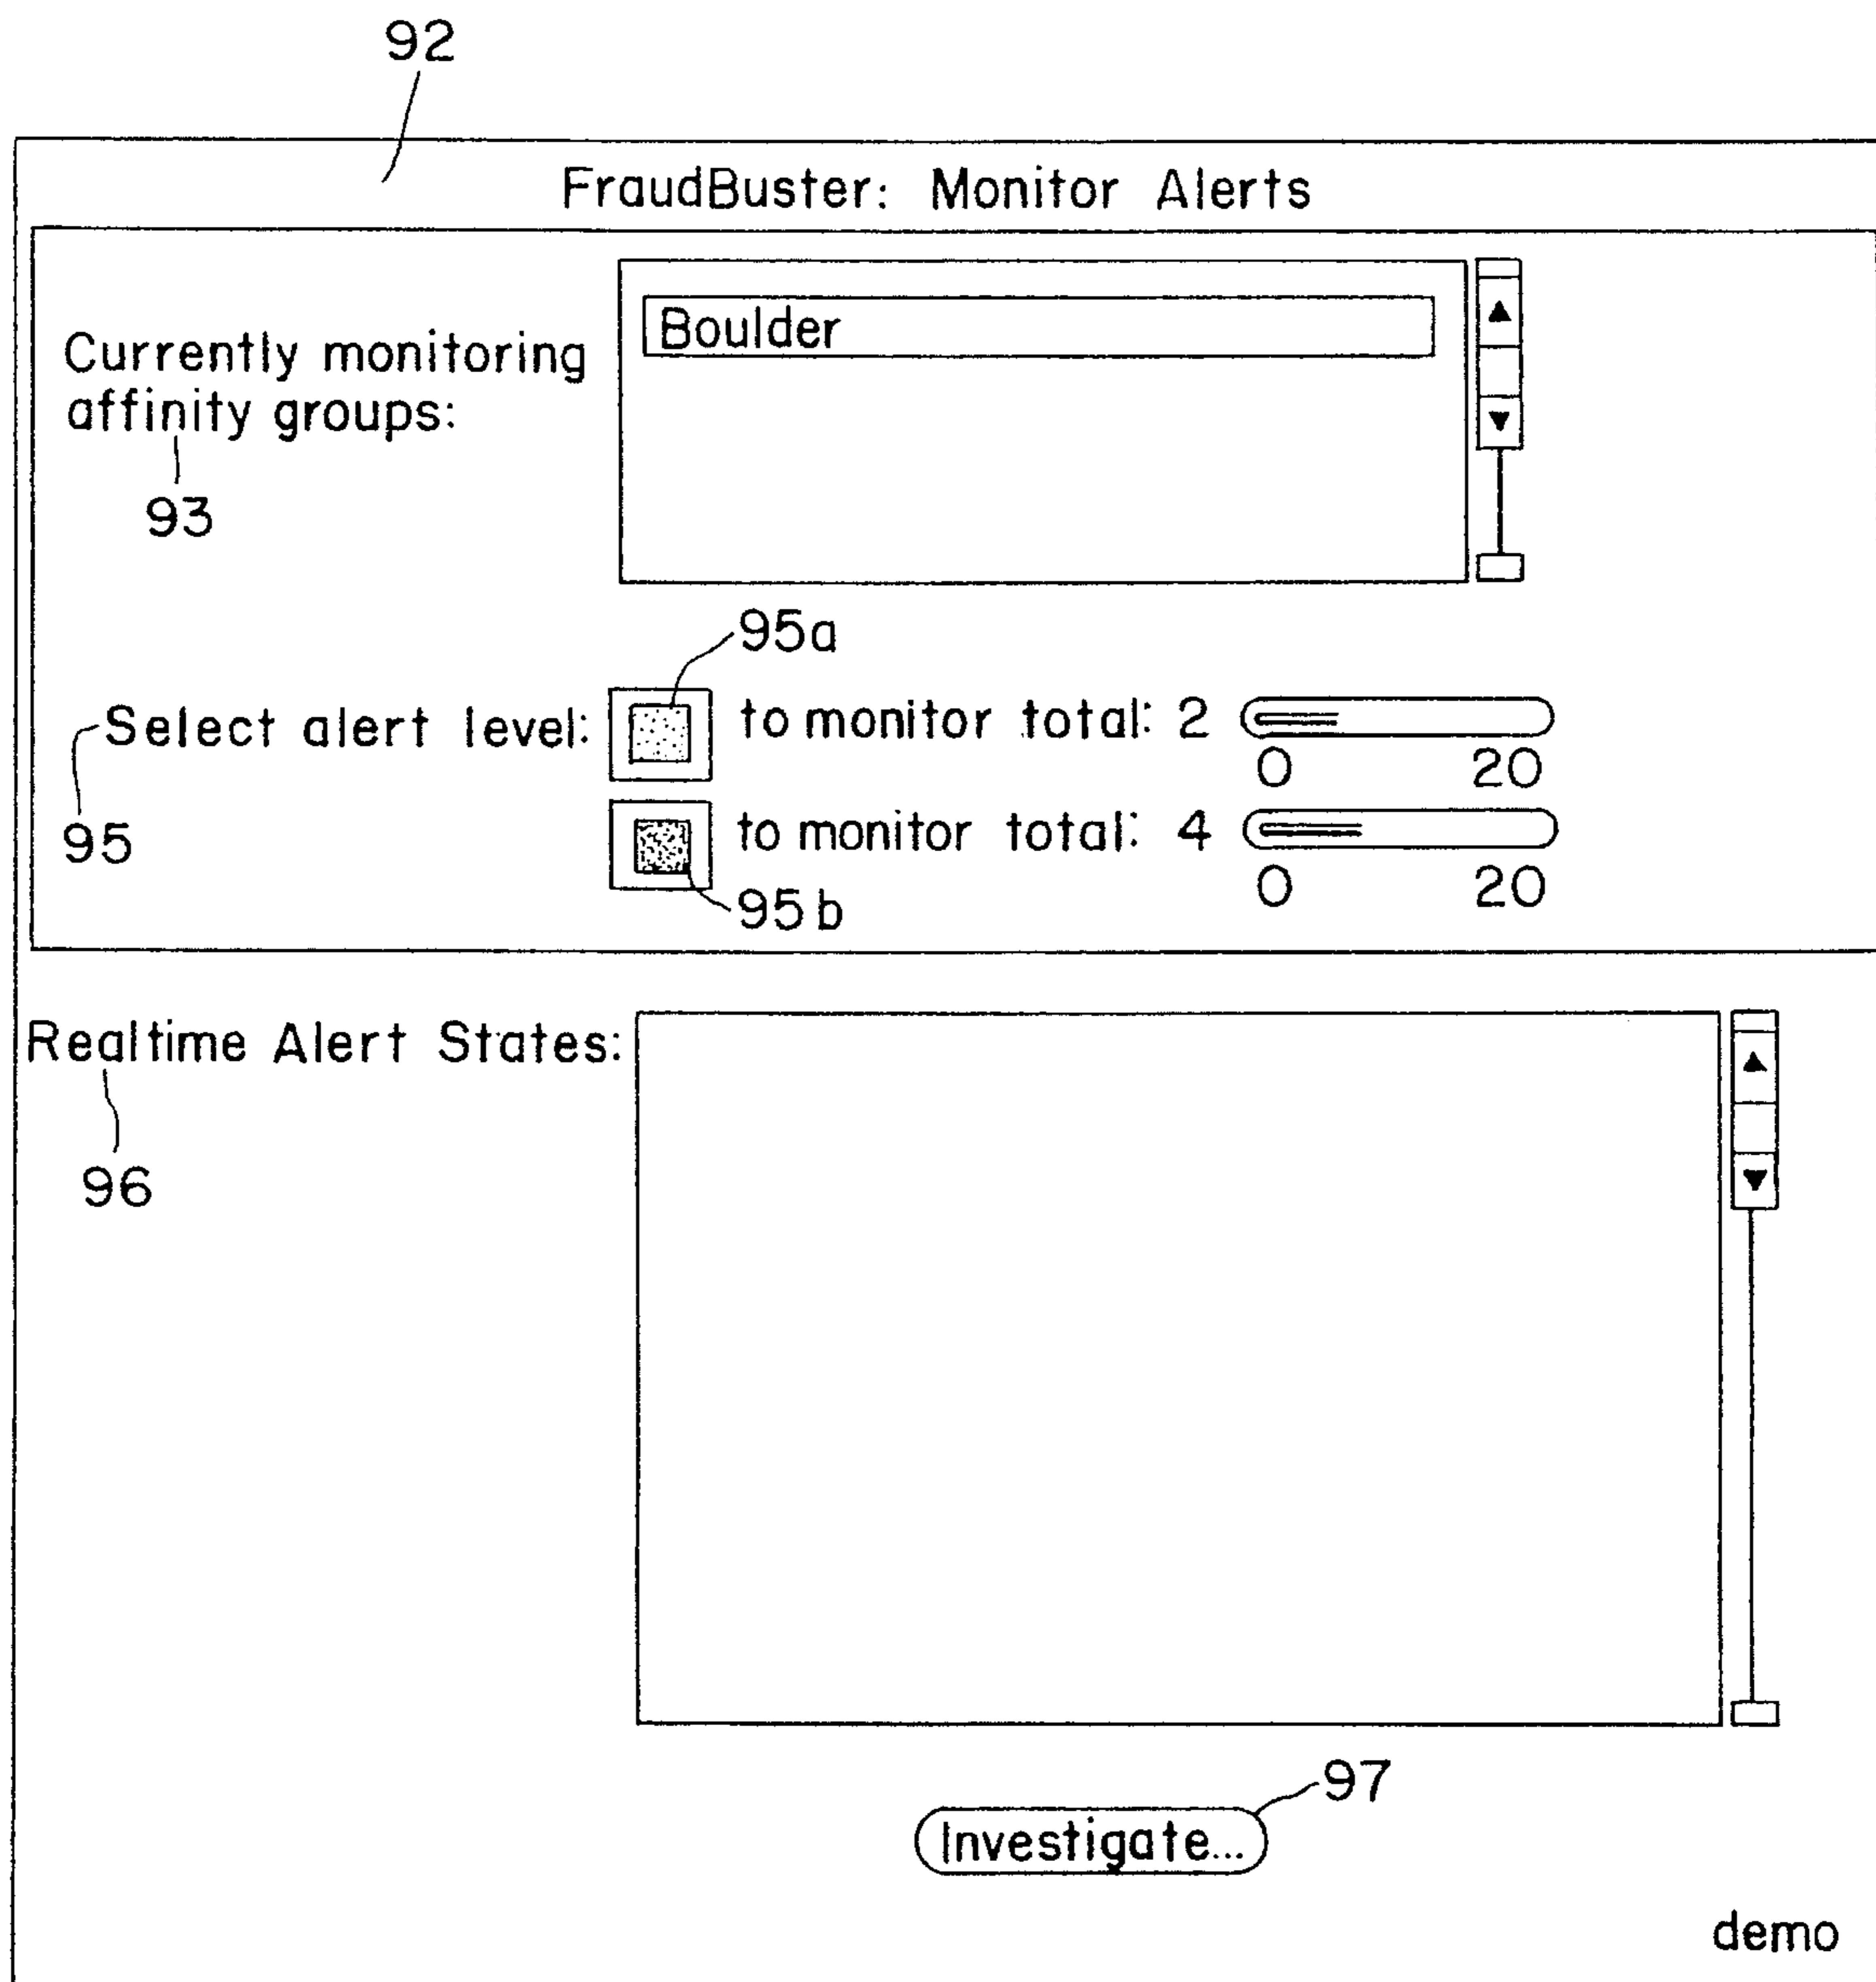 92
FraudBuster: Monitor Alerts
Boulder
Currently monitoring
affinity groups:
93
95a
Select alert level: to monitor total: 2
0 20
95
to monitor total: 4
0 20
95b
Realtime Alert States:
96
97
Investigate...
demo